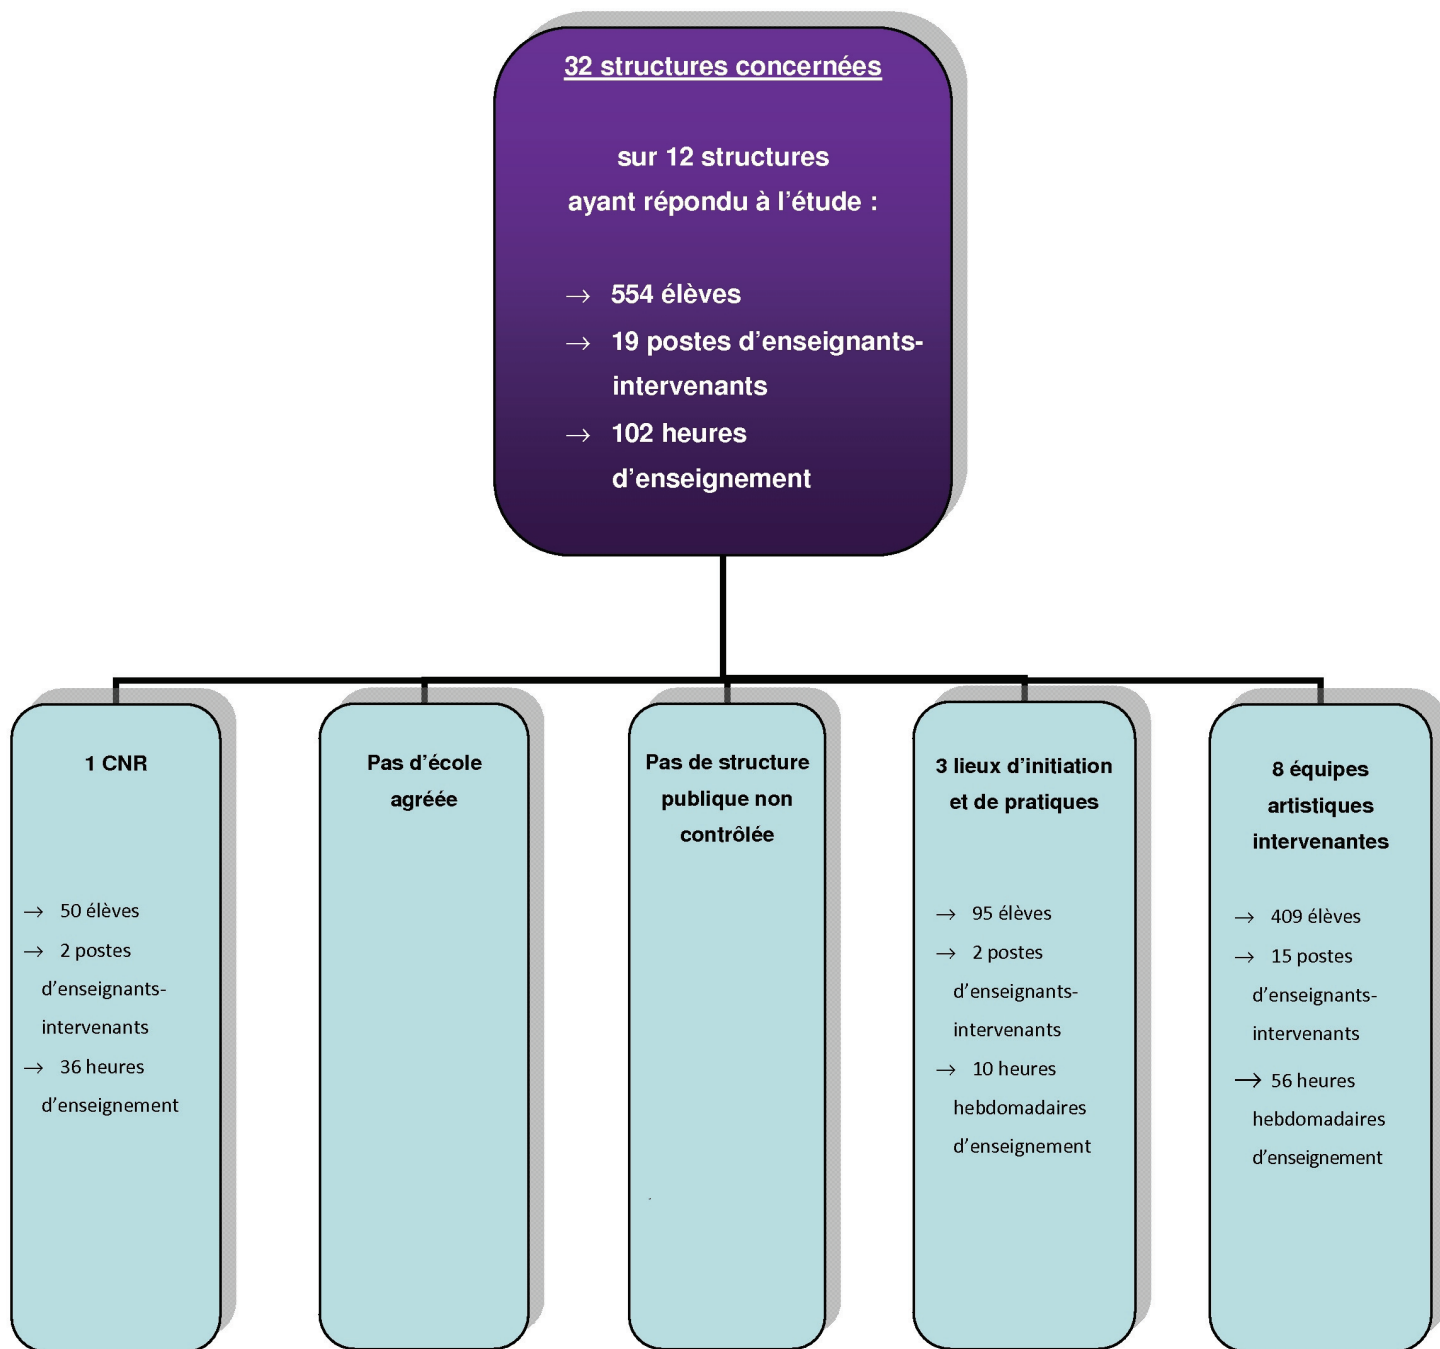 32 structures concernées
sur 12 structures
ayant répondu à l'étude :
→ 554 élèves
→ 19 postes d'enseignants-
intervenants
→ 102 heures
d'enseignement
1 CNR
→ 50 élèves
→ 2 postes
d'enseignants-
intervenants
→ 36 heures
d'enseignement
Pas d'école
agréée
Pas de structure
publique non
contrôlée
3 lieux d'initiation
et de pratiques
→ 95 élèves
→ 2 postes
d'enseignants-
intervenants
→ 10 heures
hebdomadaires
d'enseignement
8 équipes
artistiques
intervenantes
→ 409 élèves
→ 15 postes
d'enseignants-
intervenants
→ 56 heures
hebdomadaires
d'enseignement